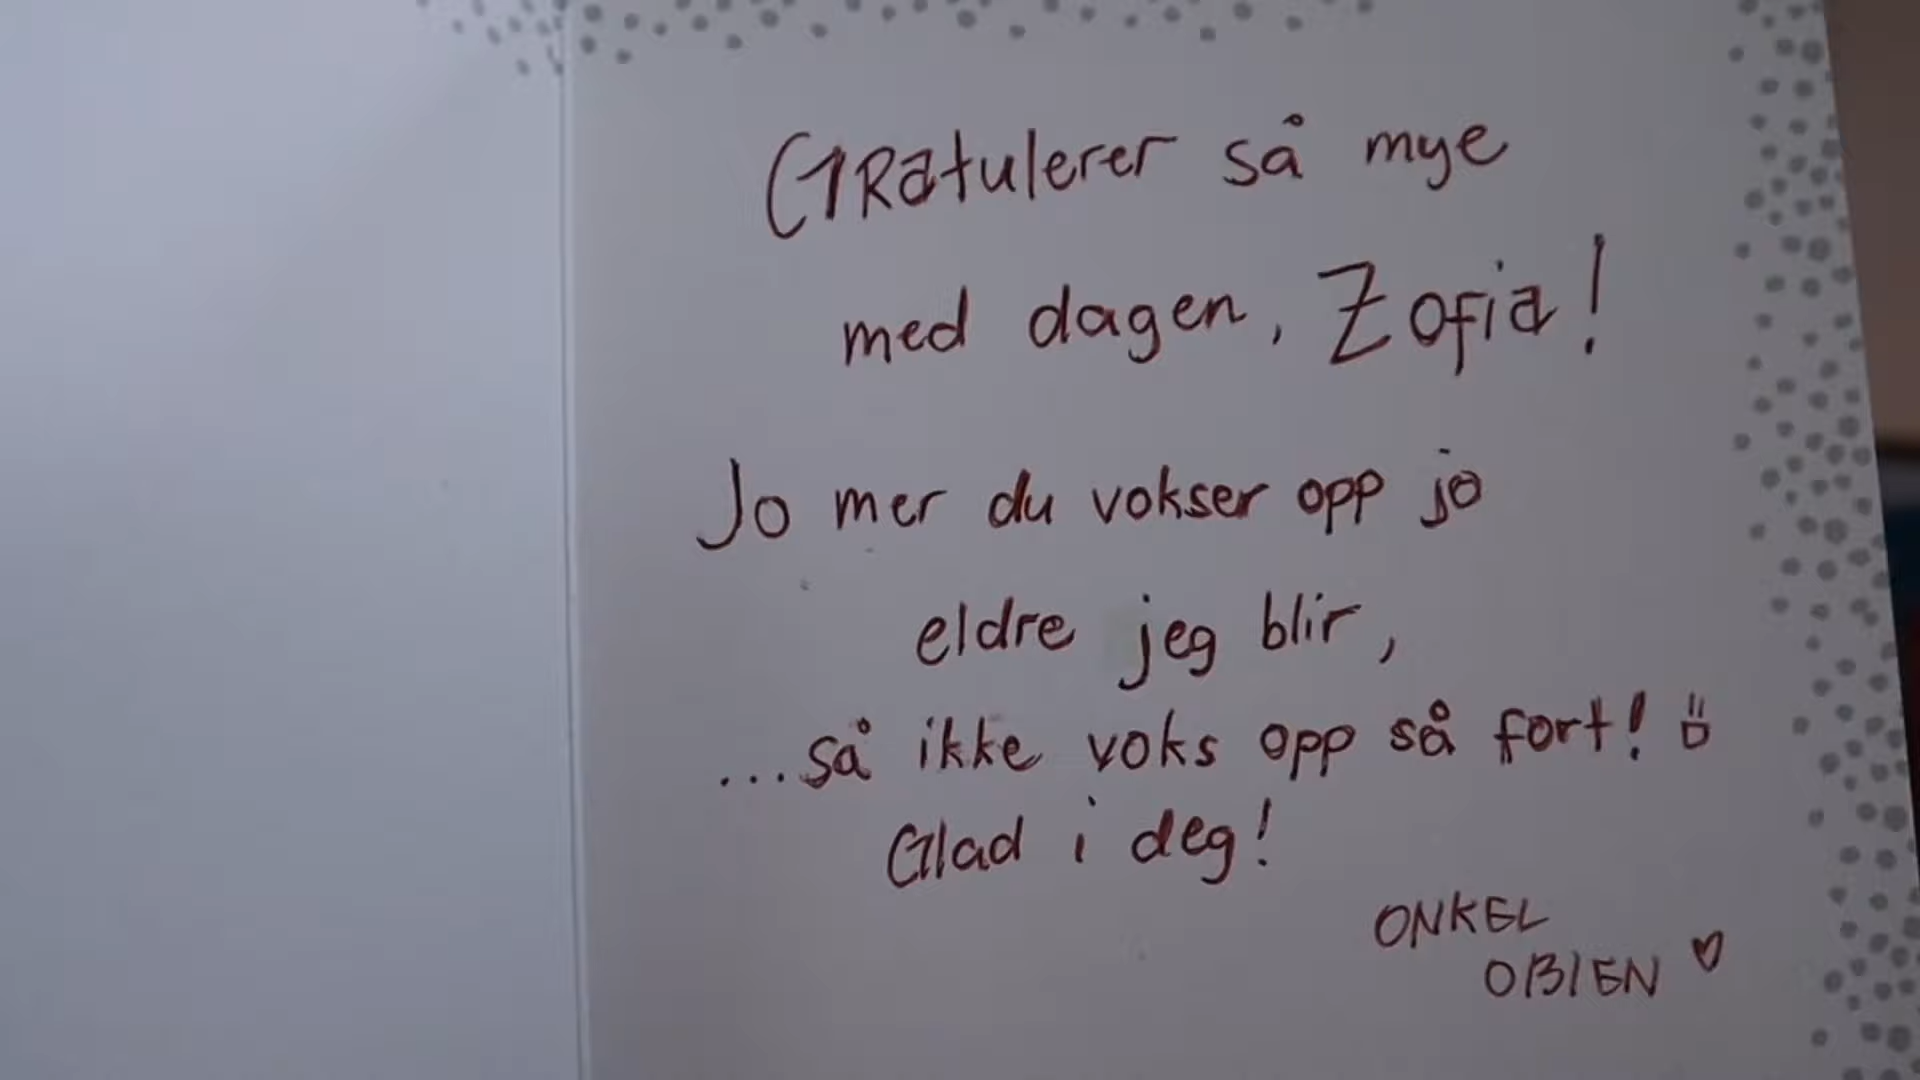 Gratulerer så mye
med dagen, Zofia!
Jo mer du vokser opp jo
eldre jeg blir,
...så ikke voks opp så fort! :D
Glad i deg!
ONKEL
OBIEN ♡